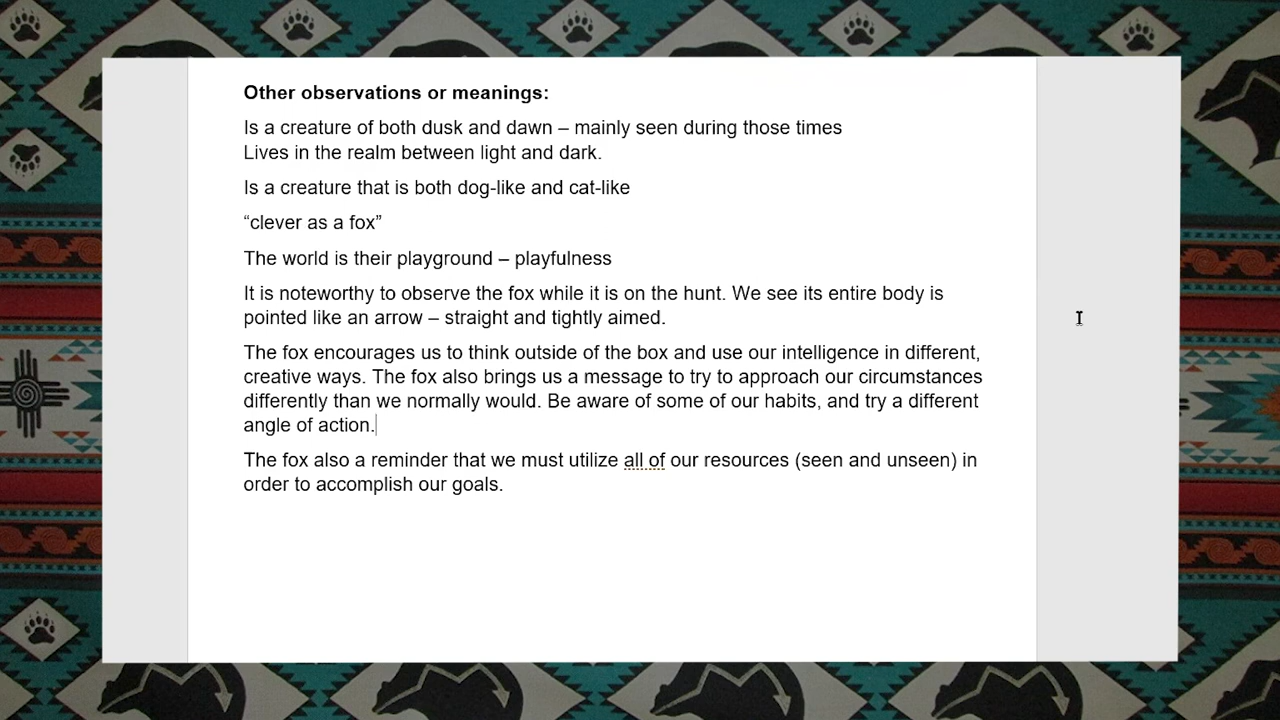 Other observations or meanings:
Is a creature of both dusk and dawn – mainly seen during those times
Lives in the realm between light and dark.
Is a creature that is both dog-like and cat-like
“clever as a fox”
The world is their playground – playfulness
It is noteworthy to observe the fox while it is on the hunt. We see its entire body is
pointed like an arrow – straight and tightly aimed.
The fox encourages us to think outside of the box and use our intelligence in different,
creative ways. The fox also brings us a message to try to approach our circumstances
differently than we normally would. Be aware of some of our habits, and try a different
angle of action.
The fox also a reminder that we must utilize all of our resources (seen and unseen) in
order to accomplish our goals.